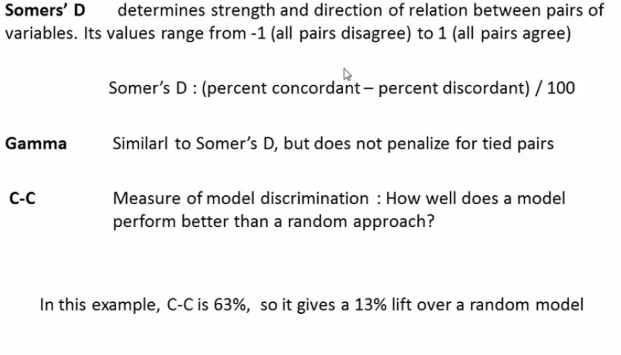 Somers' D determines strength and direction of relation between pairs of
variables. Its values range from -1 (all pairs disagree) to 1 (all pairs agree)
Somer's D : (percent concordant – percent discordant) / 100
Gamma Similarl to Somer's D, but does not penalize for tied pairs
C-C Measure of model discrimination : How well does a model
perform better than a random approach?
In this example, C-C is 63%, so it gives a 13% lift over a random model